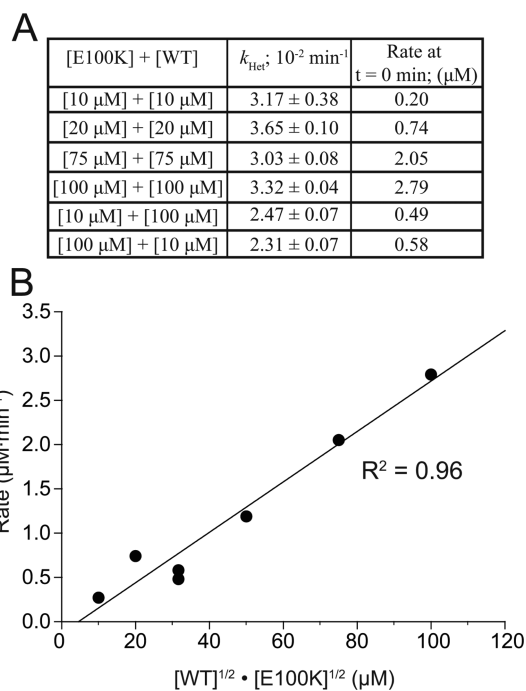 A
[E100K] + [WT] kHet; 10-2 min-1 Rate at t = 0 min; (μM)
[10 μM] + [10 μM] 3.17 ± 0.38 0.20
[20 μM] + [20 μM] 3.65 ± 0.10 0.74
[75 μM] + [75 μM] 3.03 ± 0.08 2.05
[100 μM] + [100 μM] 3.32 ± 0.04 2.79
[10 μM] + [100 μM] 2.47 ± 0.07 0.49
[100 μM] + [10 μM] 2.31 ± 0.07 0.58
B
3.5
3.0
2.5
2.0
1.5
1.0
0.5
0.0
Rate (μM·min-1)
R2 = 0.96
0 20 40 60 80 100 120
[WT]1/2 • [E100K]1/2 (μM)